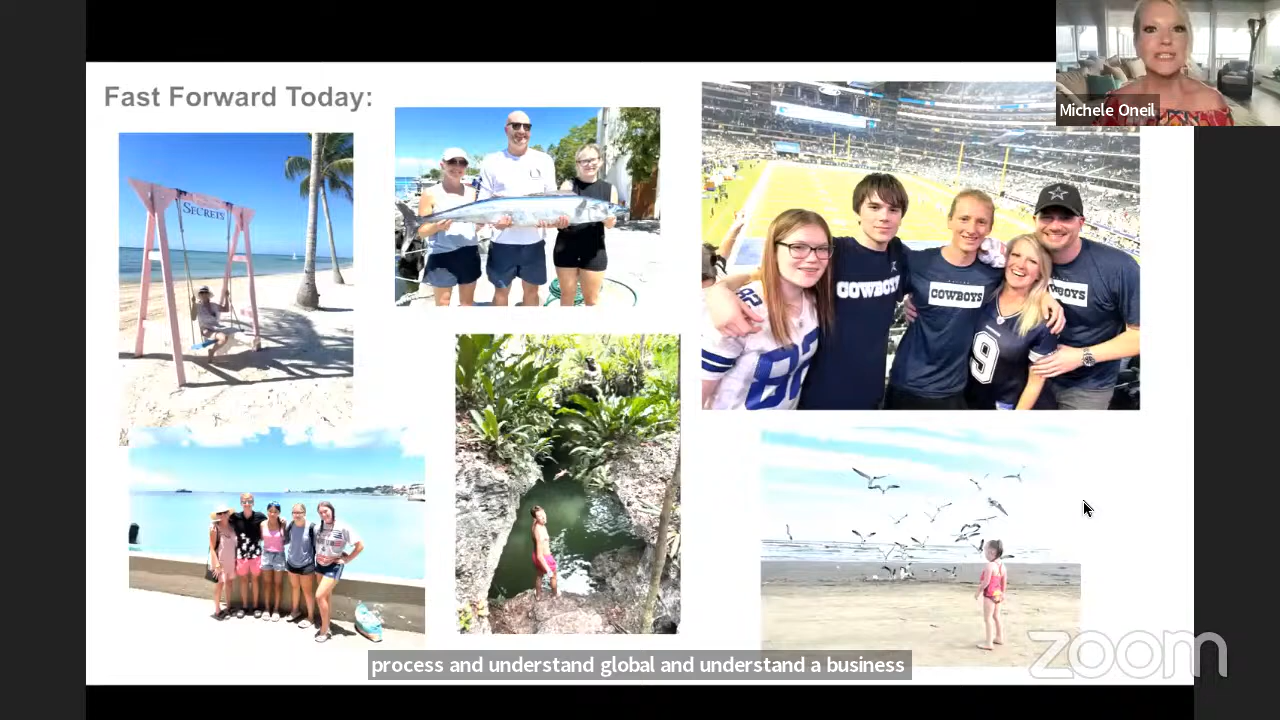 Fast Forward Today:
Michele Oneil
SECRETS
COWBOYS
COWBOYS
BOYS
82
82
9
process and understand global and understand a business
zoom